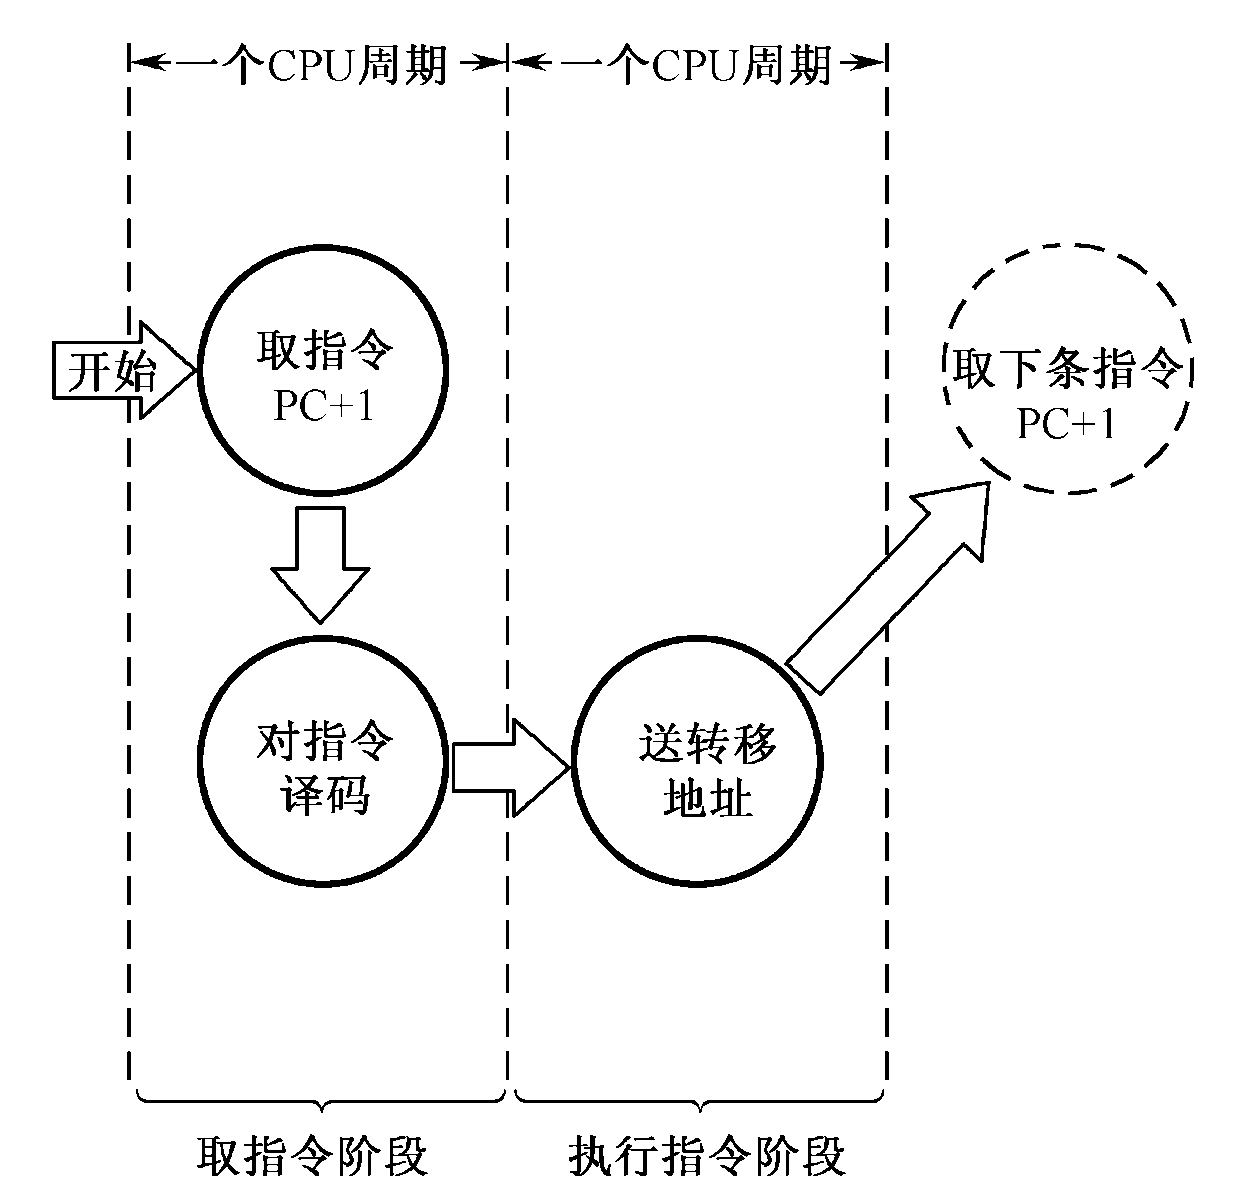 一个CPU周期
一个CPU周期
开始
取指令
PC+1
取下条指令
PC+1
对指令
译码
送转移
地址
取指令阶段
执行指令阶段